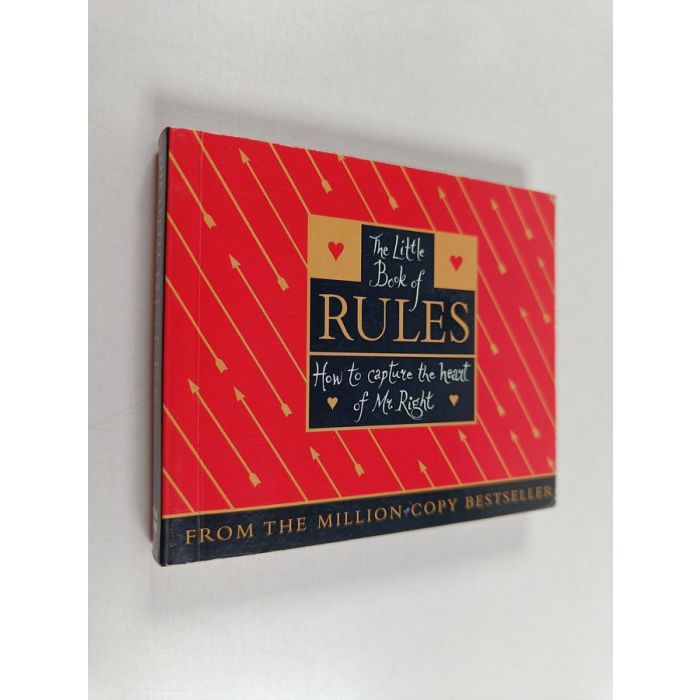 The Little
Book of
RULES
How to capture the heart
of Mr. Right
FROM THE MILLION-COPY BESTSELLER